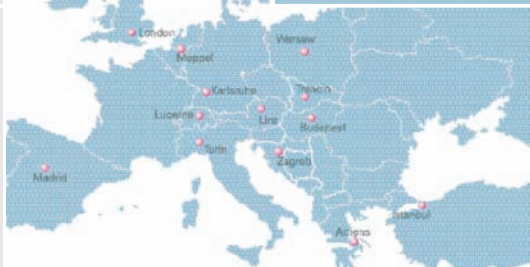 London
Warsaw
Meppel
Karlsruhe
Trencin
Lucerne
Linz
Budapest
Turin
Zagreb
Madrid
Istanbul
Athens